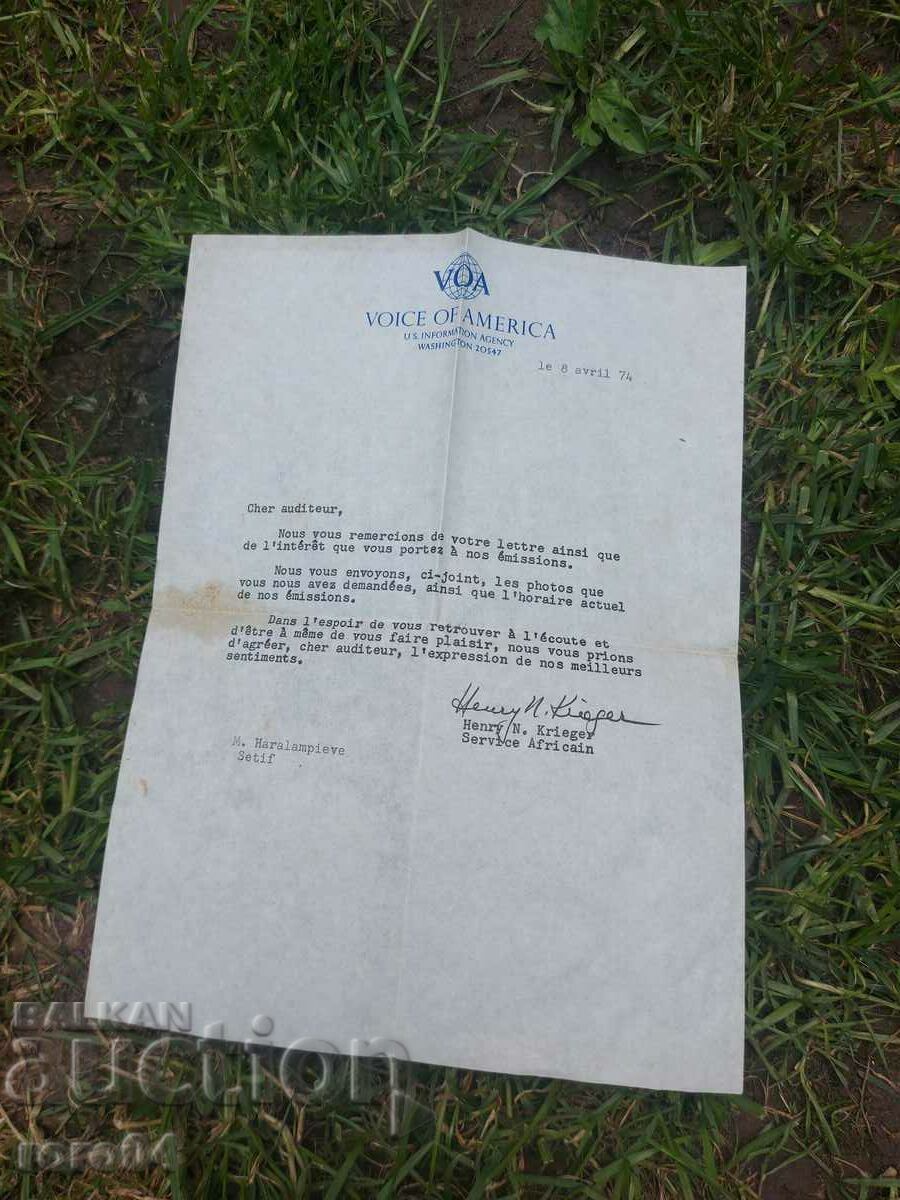 VOA
VOICE OF AMERICA
U.S. INFORMATION AGENCY
WASHINGTON 20547
le 8 avril 74
Cher auditeur,
Nous vous remercions de votre lettre ainsi que
de l'intérêt que vous portez à nos émissions.
Nous vous envoyons, ci-joint, les photos que
vous nous avez demandées, ainsi que l'horaire actuel
de nos émissions.
Dans l'espoir de vous retrouver à l'écoute et
d'être à même de vous faire plaisir, nous vous prions
d'agréer, cher auditeur, l'expression de nos meilleurs
sentiments.
Henry N. Krieger
Henry N. Krieger
Service Africain
M. Haralampieve
Setif
BALKAN
auction
roro04